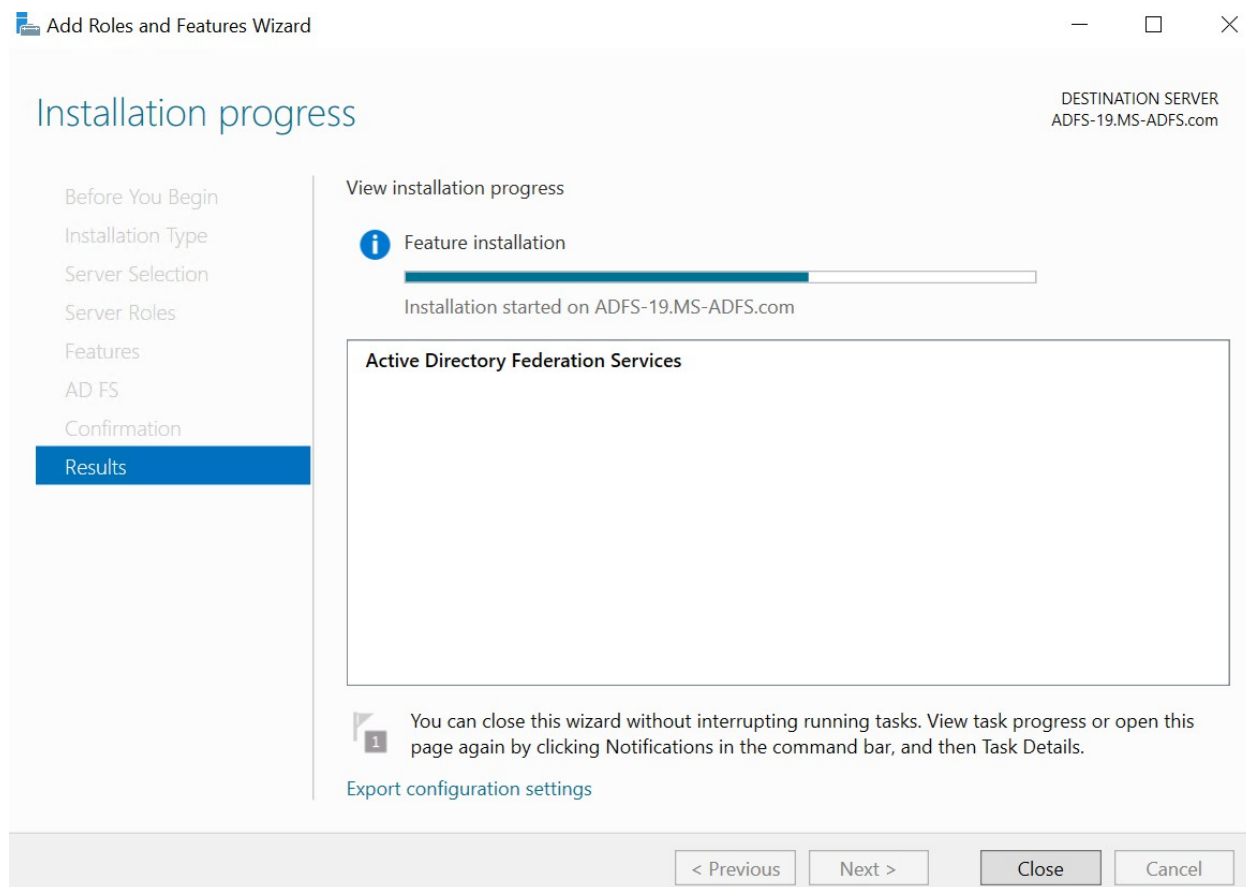 Add Roles and Features Wizard
Installation progress
DESTINATION SERVER
ADFS-19.MS-ADFS.com
Before You Begin
Installation Type
Server Selection
Server Roles
Features
AD FS
Confirmation
Results
View installation progress
Feature installation
Installation started on ADFS-19.MS-ADFS.com
Active Directory Federation Services
1
You can close this wizard without interrupting running tasks. View task progress or open this
page again by clicking Notifications in the command bar, and then Task Details.
Export configuration settings
< Previous
Next >
Close
Cancel